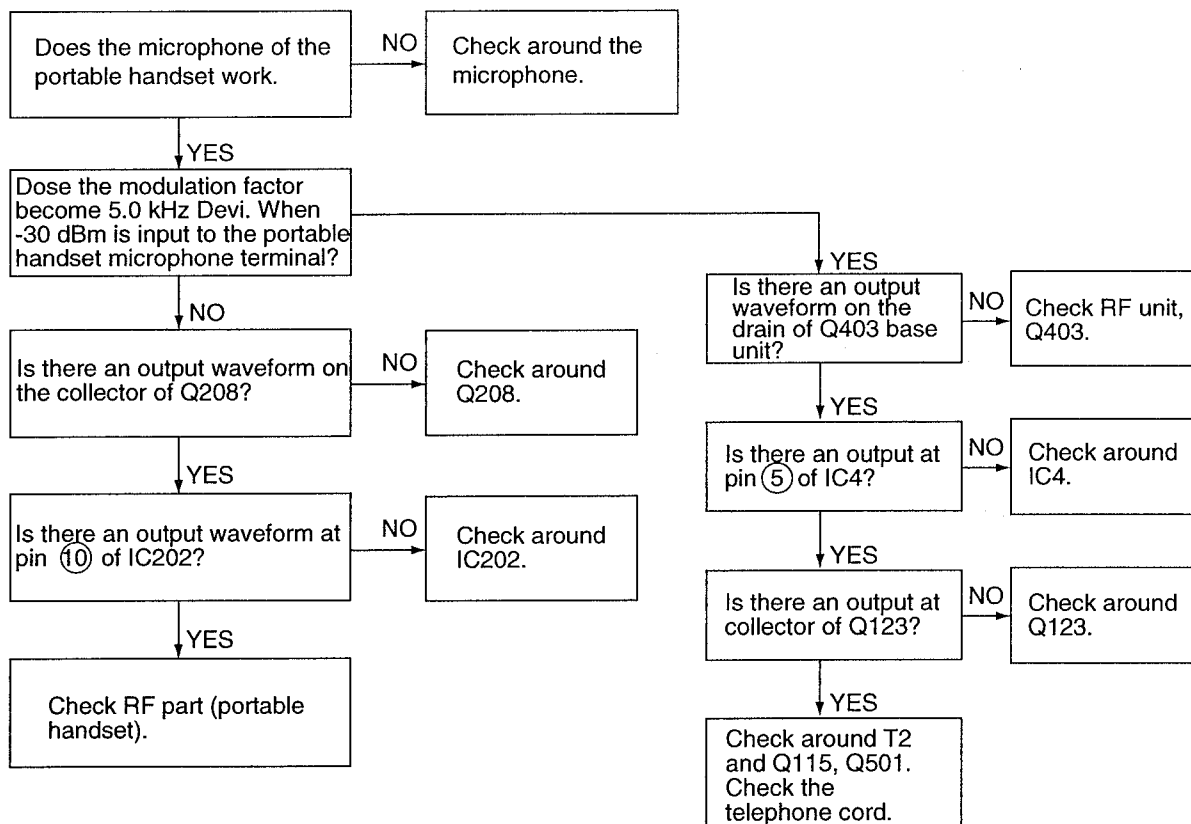 Does the microphone of the
portable handset work.
NO
Check around the
microphone.
YES
Dose the modulation factor
become 5.0 kHz Devi. When
-30 dBm is input to the portable
handset microphone terminal?
NO
Is there an output waveform on
the collector of Q208?
NO
Check around
Q208.
YES
Is there an output waveform at
pin ⑩ of IC202?
NO
Check around
IC202.
YES
Check RF part (portable
handset).
YES
Is there an output
waveform on the
drain of Q403 base
unit?
NO
Check RF unit,
Q403.
YES
Is there an output at
pin ⑤ of IC4?
NO
Check around
IC4.
YES
Is there an output at
collector of Q123?
NO
Check around
Q123.
YES
Check around T2
and Q115, Q501.
Check the
telephone cord.